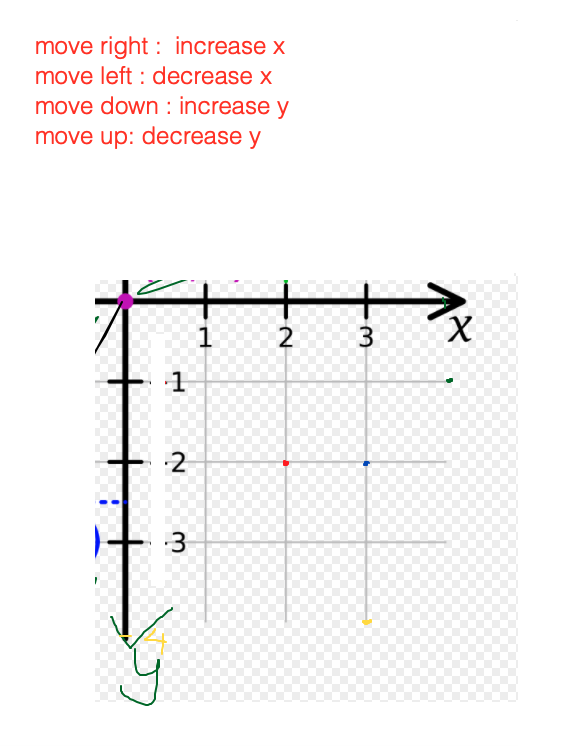 move right :  increase x
move left : decrease x
move down : increase y
move up: decrease y
1 2 3 x
1
2
3
4
y